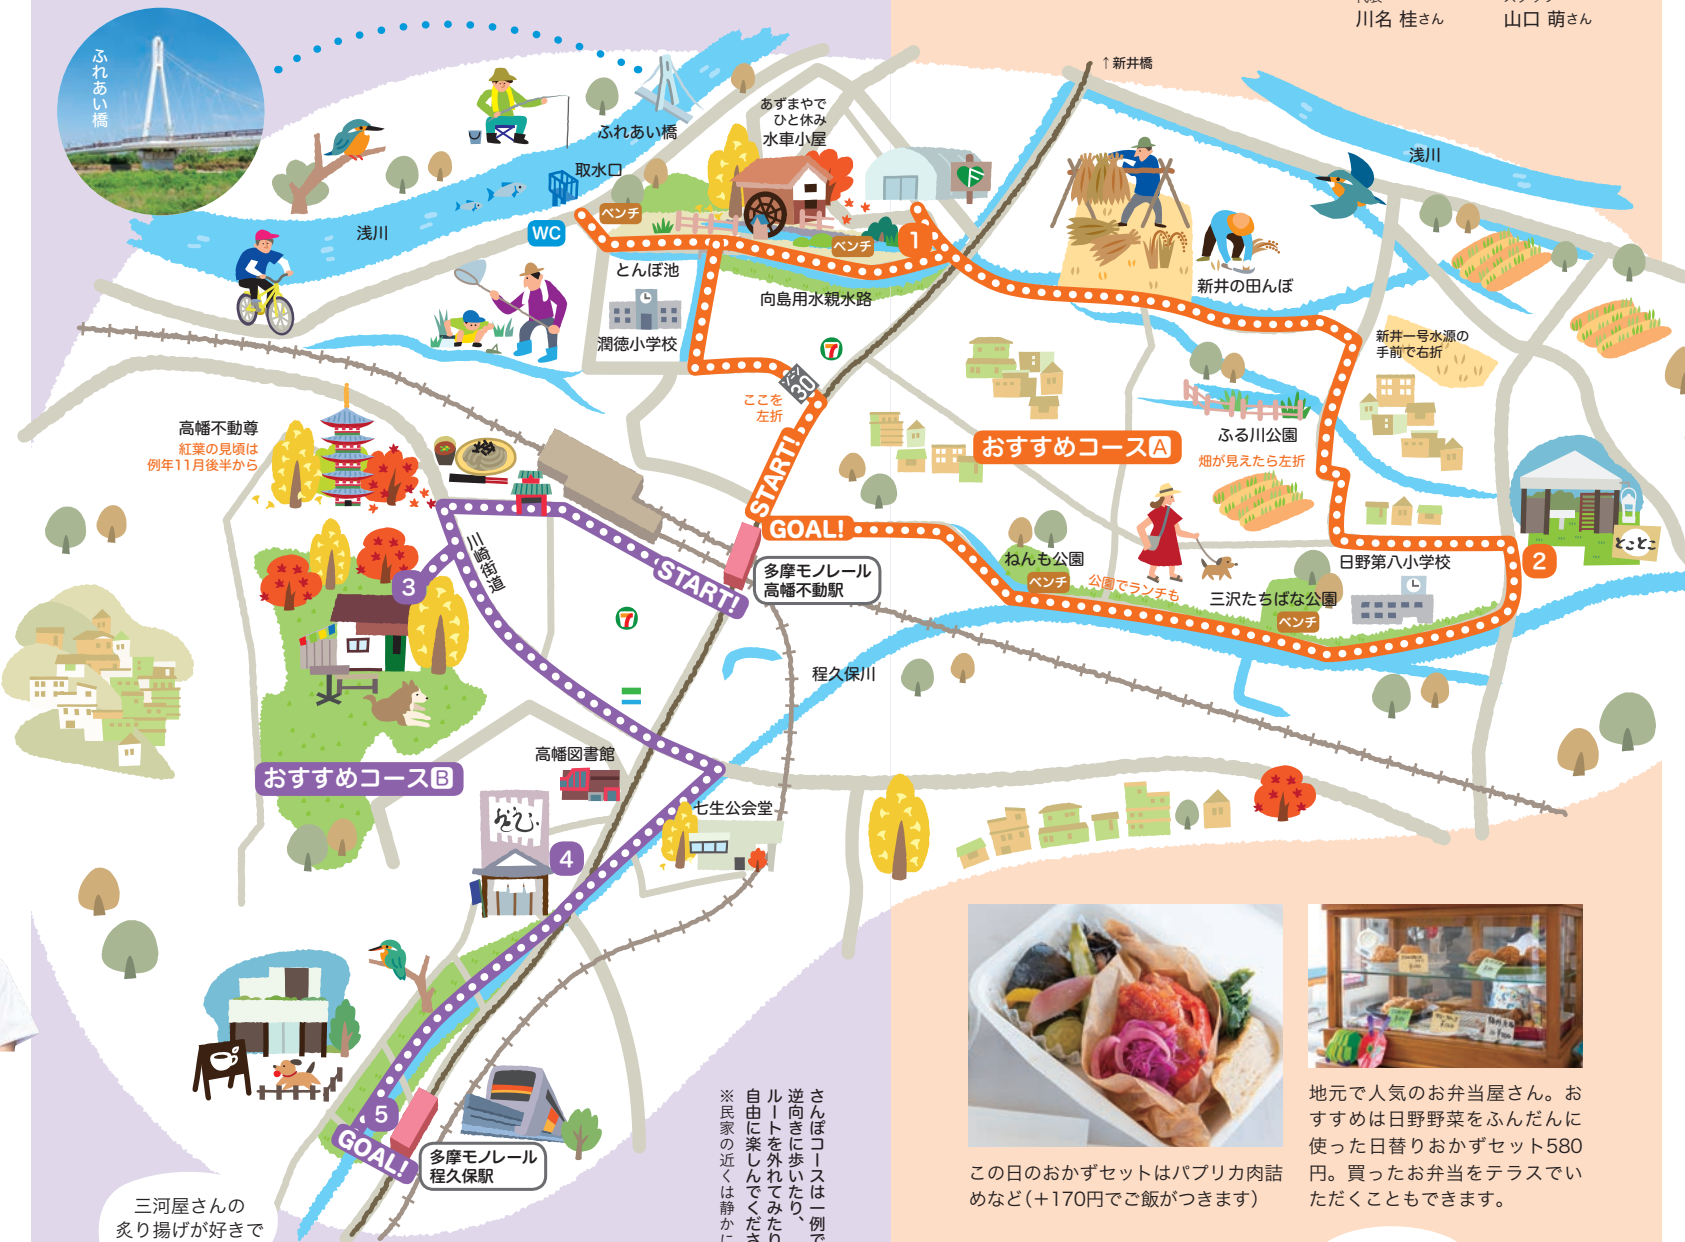 代表
スタッフ
川名 桂さん
山口 萌さん
ふれあい橋
↑新井橋
あずまやで
ひと休み
水車小屋
ふれあい橋
取水口
浅川
浅川
ベンチ
WC
ベンチ
1
とんぼ池
向島用水親水路
新井の田んぼ
潤徳小学校
新井一号水源の
手前で右折
ゾーン
30
ここを
左折
高幡不動尊
紅葉の見頃は
例年11月後半から
おすすめコースA
ふる川公園
畑が見えたら左折
START!
GOAL!
とことこ
川崎街道
START!
多摩モノレール
高幡不動駅
ねんも公園
ベンチ
公園でランチも
日野第八小学校
2
三沢たちばな公園
ベンチ
3
程久保川
高幡図書館
おすすめコースB
七生公会堂
4
5
GOAL!
多摩モノレール
程久保駅
さんぽコースは一例で
逆向きに歩いたり、
ルートを外れてみたり
自由に楽しんでくださ
※民家の近くは静かに
三河屋さんの
炙り揚げが好きで
この日のおかずセットはパプリカ肉詰
めなど(+170円でご飯がつきます)
地元で人気のお弁当屋さん。お
すすめは日野野菜をふんだんに
使った日替りおかずセット580
円。買ったお弁当をテラスでい
ただくこともできます。